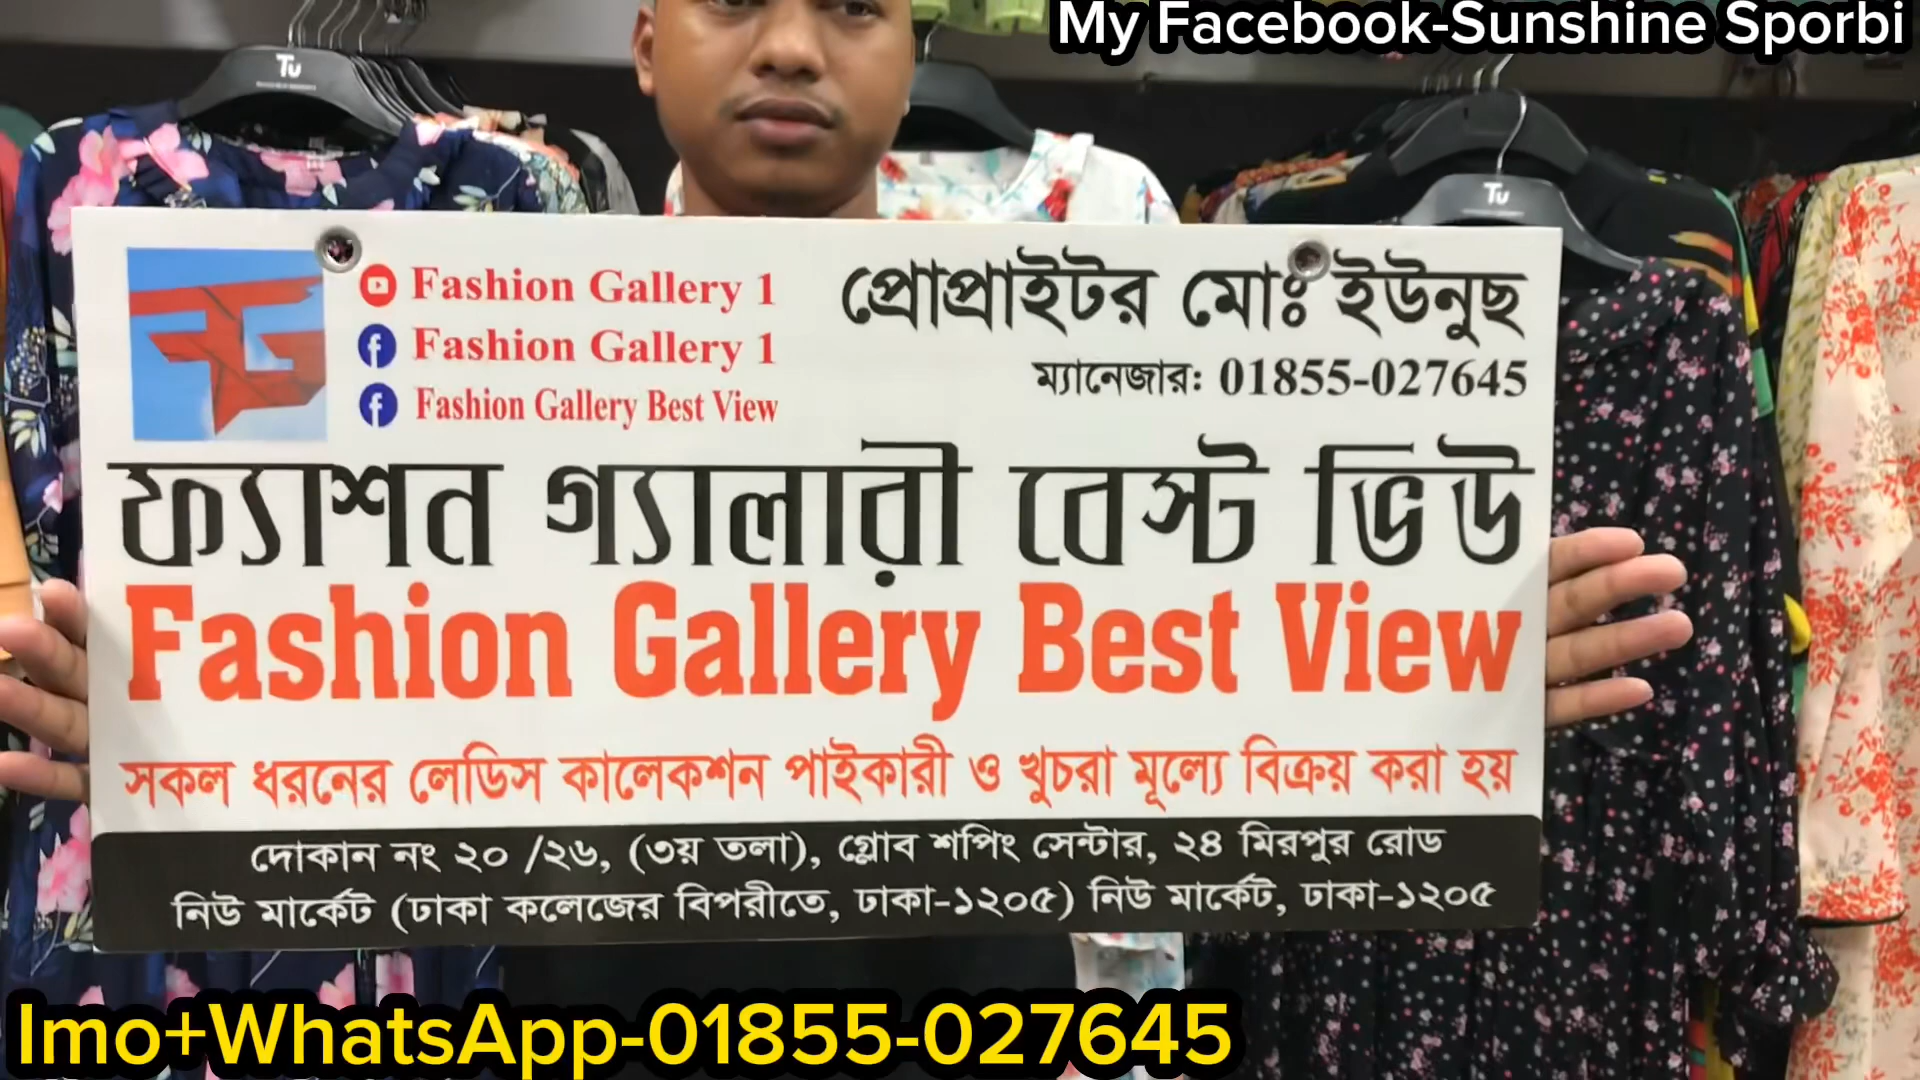 My Facebook-Sunshine Sporbi
Tu
Tu
Fashion Gallery 1
Fashion Gallery 1
Fashion Gallery Best View
প্রোপ্রাইটর মোঃ ইউনুছ
ম্যানেজার: 01855-027645
ফ্যাশন গ্যালারী বেস্ট ভিউ
Fashion Gallery Best View
সকল ধরনের লেডিস কালেকশন পাইকারী ও খুচরা মূল্যে বিক্রয় করা হয়
দোকান নং ২০ /২৬, (৩য় তলা), গ্লোব শপিং সেন্টার, ২৪ মিরপুর রোড
নিউ মার্কেট (ঢাকা কলেজের বিপরীতে, ঢাকা-১২০৫) নিউ মার্কেট, ঢাকা-১২০৫
Imo+WhatsApp-01855-027645